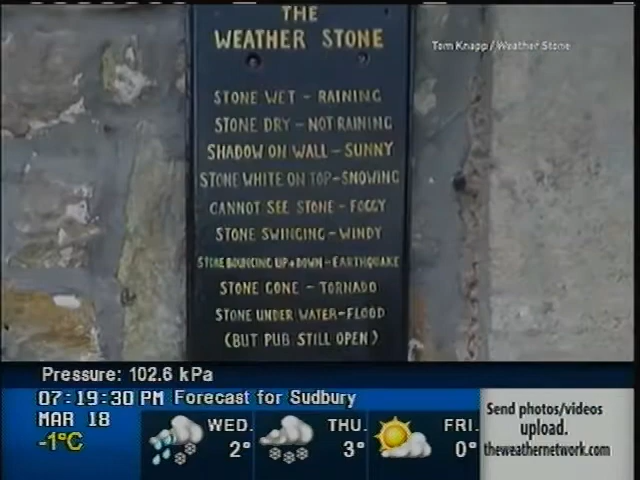 THE
WEATHER STONE
Tom Knapp / Weather Stone
STONE WET - RAINING
STONE DRY - NOT RAINING
SHADOW ON WALL - SUNNY
STONE WHITE ON TOP - SNOWING
CANNOT SEE STONE - FOGGY
STONE SWINGING - WINDY
STONE BOUNCING UP & DOWN - EARTHQUAKE
STONE GONE - TORNADO
STONE UNDER WATER - FLOOD
(BUT PUB STILL OPEN)
Pressure: 102.6 kPa
07:19:30 PM Forecast for Sudbury
MAR 18
-1°C
WED. 2°
THU. 3°
FRI. 0°
Send photos/videos
upload.
theweathernetwork.com